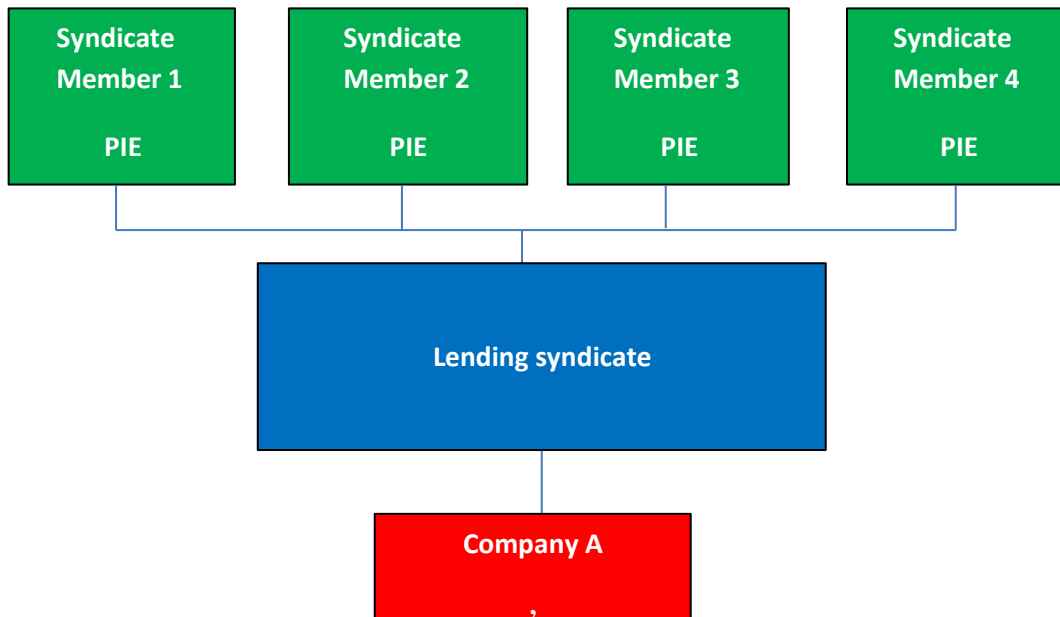 Syndicate
Member 1
PIE
Syndicate
Member 2
PIE
Syndicate
Member 3
PIE
Syndicate
Member 4
PIE
Lending syndicate
Company A
,